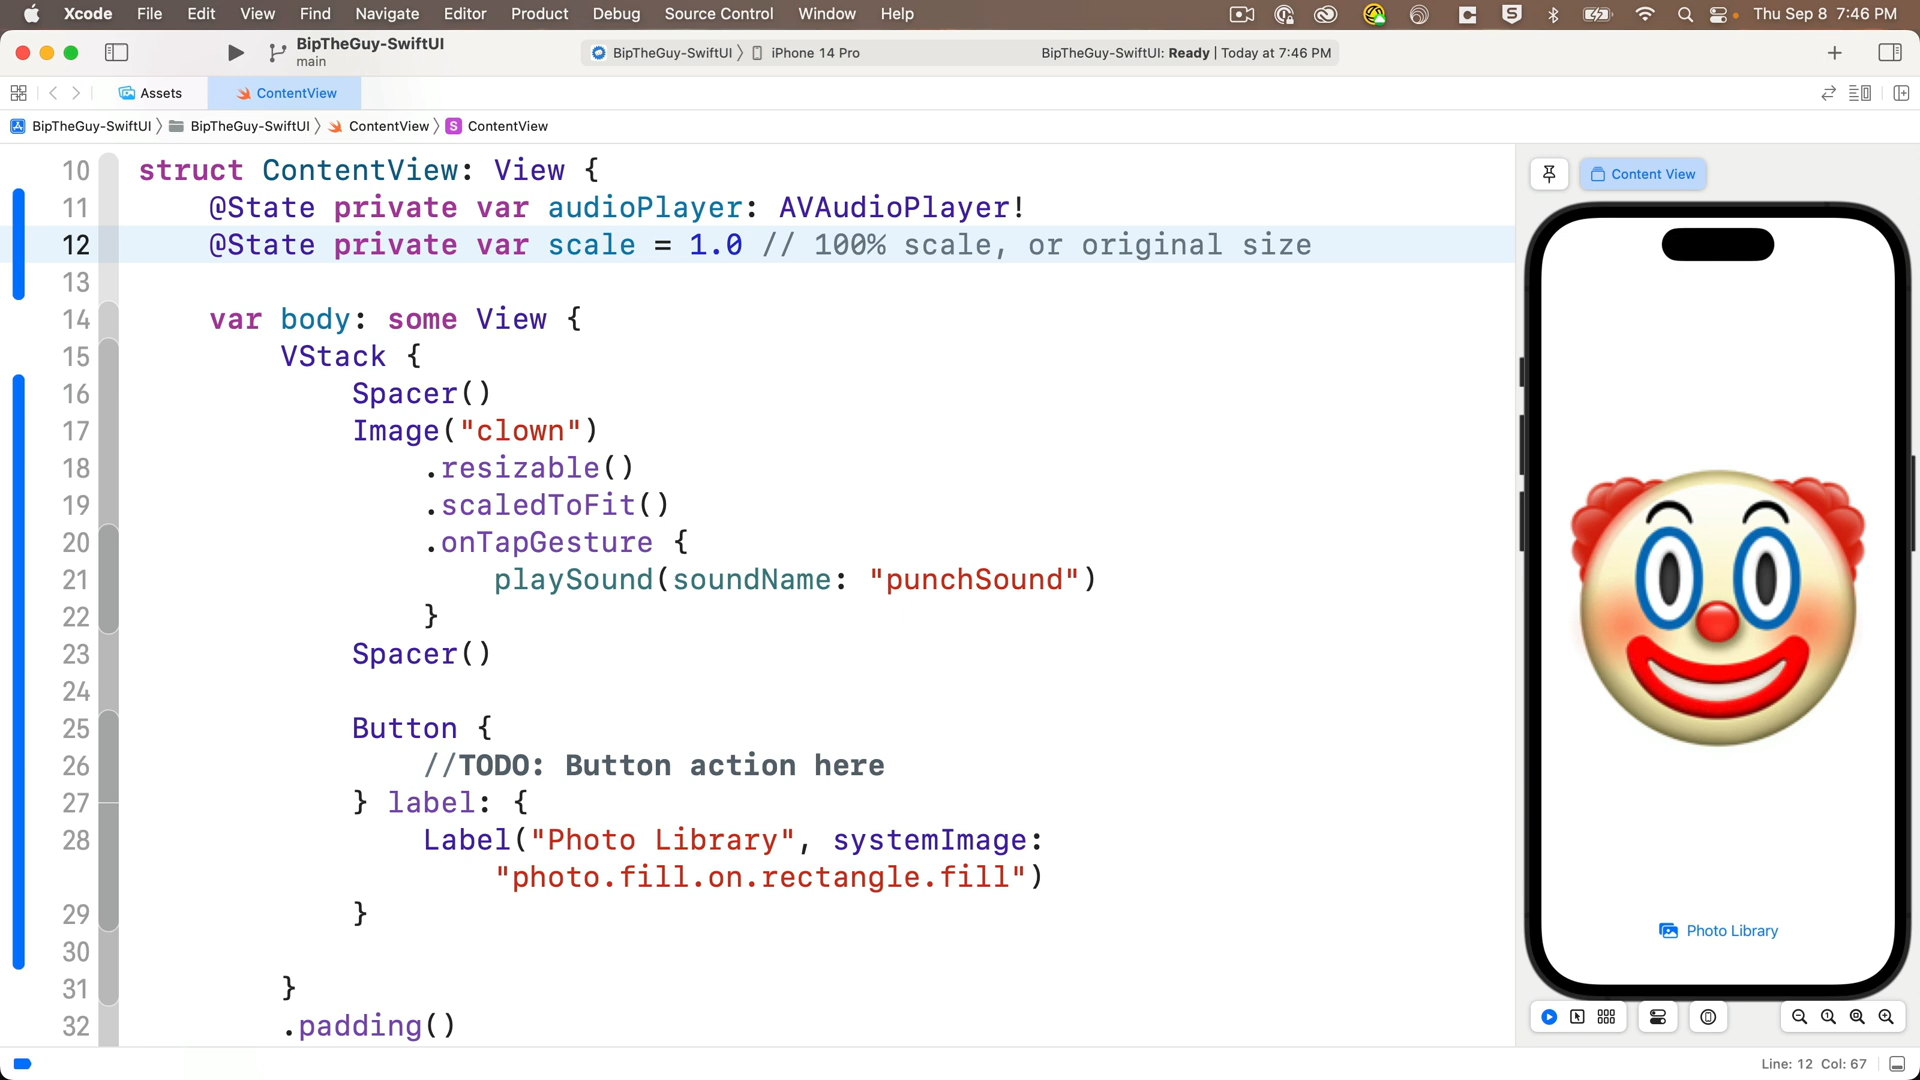 Xcode File Edit View Find Navigate Editor Product Debug Source Control Window Help Thu Sep 8 7:46 PM
BipTheGuy-SwiftUI
main
BipTheGuy-SwiftUI iPhone 14 Pro BipTheGuy-SwiftUI: Ready | Today at 7:46 PM
Assets ContentView
BipTheGuy-SwiftUI BipTheGuy-SwiftUI ContentView S ContentView
10 struct ContentView: View {
11 @State private var audioPlayer: AVAudioPlayer!
12 @State private var scale = 1.0 // 100% scale, or original size
13
14 var body: some View {
15 VStack {
16 Spacer()
17 Image("clown")
18 .resizable()
19 .scaledToFit()
20 .onTapGesture {
21 playSound(soundName: "punchSound")
22 }
23 Spacer()
24
25 Button {
26 //TODO: Button action here
27 } label: {
28 Label("Photo Library", systemImage:
"photo.fill.on.rectangle.fill")
29 }
30
31 }
32 .padding()
Content View
Photo Library
Line: 12 Col: 67